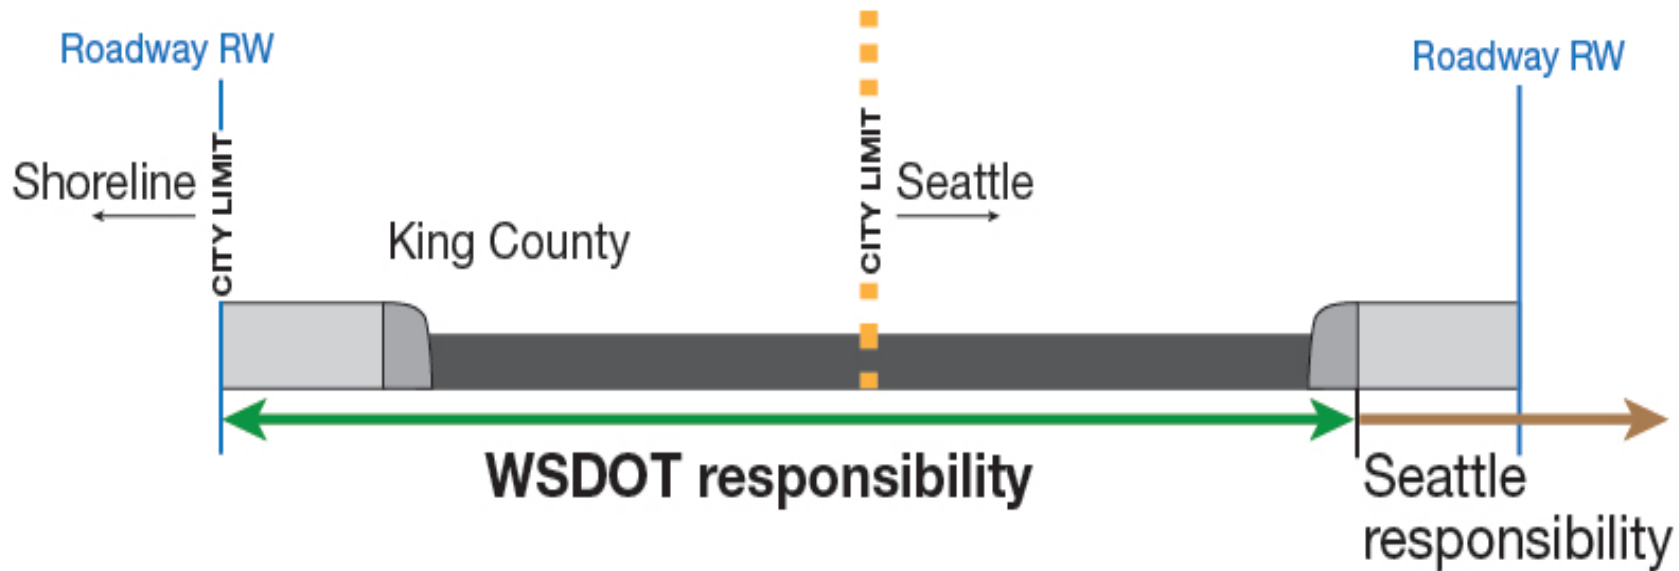 Roadway RW
Roadway RW
CITY LIMIT
CITY LIMIT
Shoreline
Seattle
King County
WSDOT responsibility
Seattle
responsibility